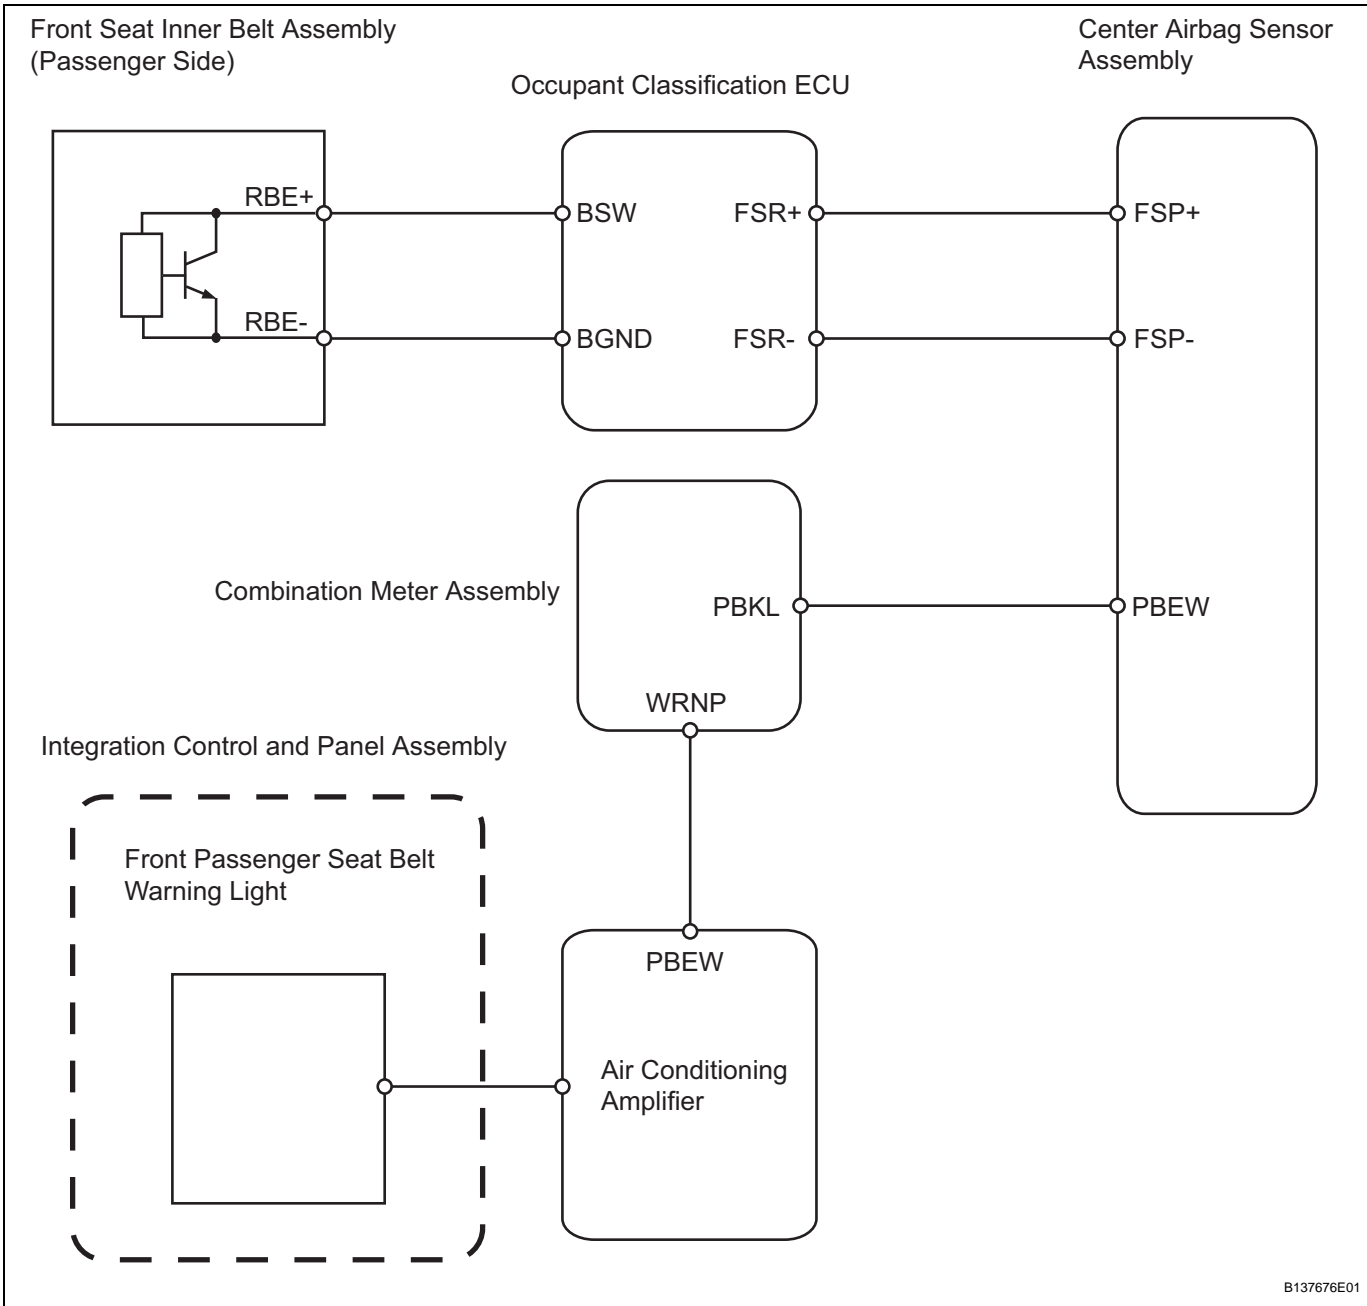 Front Seat Inner Belt Assembly
(Passenger Side)
Center Airbag Sensor
Assembly
Occupant Classification ECU
RBE+
BSW
FSR+
FSP+
RBE-
BGND
FSR-
FSP-
Combination Meter Assembly
PBKL
PBEW
WRNP
Integration Control and Panel Assembly
Front Passenger Seat Belt
Warning Light
PBEW
Air Conditioning
Amplifier
B137676E01